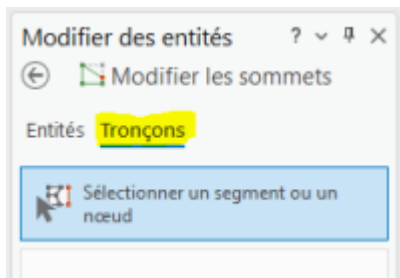 Modifier des entités ?
Modifier les sommets
Entités Tronçons
Sélectionner un segment ou un
nœud